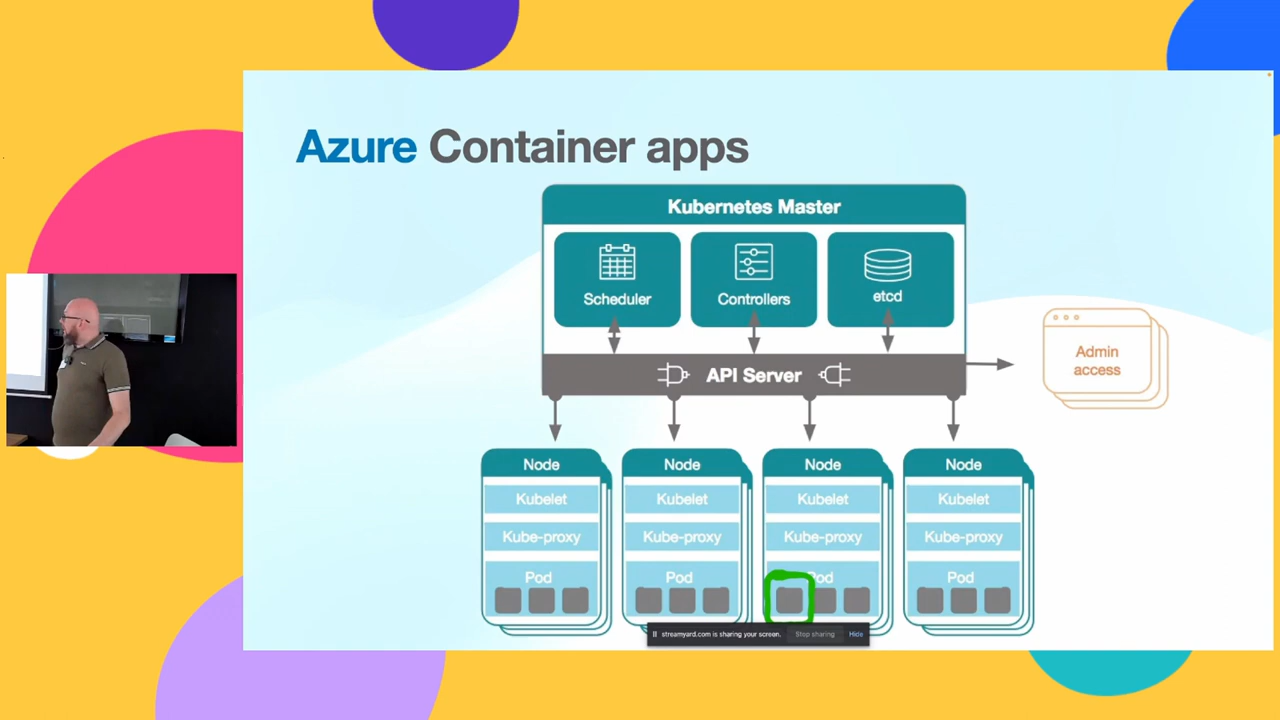 Azure Container apps
Kubernetes Master
Scheduler
Controllers
etcd
API Server
Admin
access
Node
Node
Node
Node
Kubelet
Kubelet
Kubelet
Kubelet
Kube-proxy
Kube-proxy
Kube-proxy
Kube-proxy
Pod
Pod
Pod
Pod
streamyard.com is sharing your screen.
Stop sharing
Hide